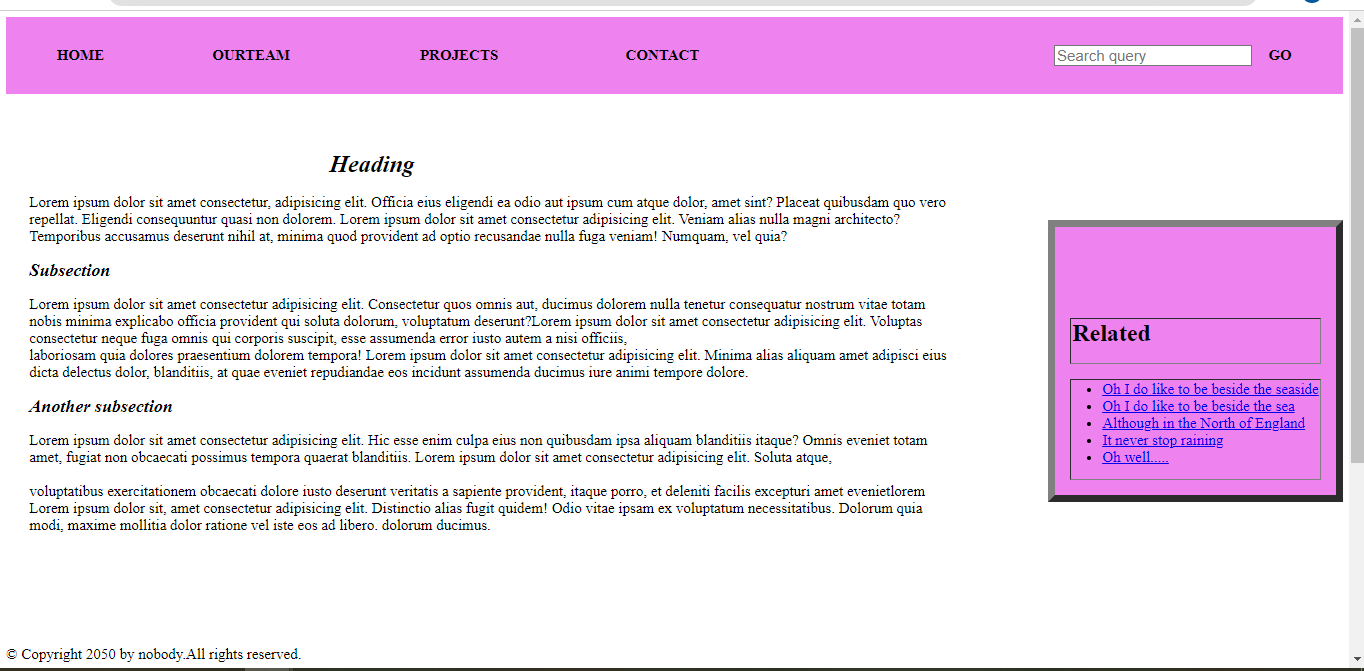 HOME OURTEAM PROJECTS CONTACT Search query GO
Heading
Lorem ipsum dolor sit amet consectetur, adipisicing elit. Officia eius eligendi ea odio aut ipsum cum atque dolor, amet sint? Placeat quibusdam quo vero
repellat. Eligendi consequuntur quasi non dolorem. Lorem ipsum dolor sit amet consectetur adipisicing elit. Veniam alias nulla magni architecto?
Temporibus accusamus deserunt nihil at, minima quod provident ad optio recusandae nulla fuga veniam! Numquam, vel quia?
Subsection
Lorem ipsum dolor sit amet consectetur adipisicing elit. Consectetur quos omnis aut, ducimus dolorem nulla tenetur consequatur nostrum vitae totam
nobis minima explicabo officia provident qui soluta dolorum, voluptatum deserunt?Lorem ipsum dolor sit amet consectetur adipisicing elit. Voluptas
consectetur neque fuga omnis qui corporis suscipit, esse assumenda error iusto autem a nisi officiis,
laboriosam quia dolores praesentium dolorem tempora! Lorem ipsum dolor sit amet consectetur adipisicing elit. Minima alias aliquam amet adipisci eius
dicta delectus dolor, blanditiis, at quae eveniet repudiandae eos incidunt assumenda ducimus iure animi tempore dolore.
Another subsection
Lorem ipsum dolor sit amet consectetur adipisicing elit. Hic esse enim culpa eius non quibusdam ipsa aliquam blanditiis itaque? Omnis eveniet totam
amet, fugiat non obcaecati possimus tempora quaerat blanditiis. Lorem ipsum dolor sit amet consectetur adipisicing elit. Soluta atque,
voluptatibus exercitationem obcaecati dolore iusto deserunt veritatis a sapiente provident, itaque porro, et deleniti facilis excepturi amet evenietlorem
Lorem ipsum dolor sit, amet consectetur adipisicing elit. Distinctio alias fugit quidem! Odio vitae ipsam ex voluptatum necessitatibus. Dolorum quia
modi, maxime mollitia dolor ratione vel iste eos ad libero. dolorum ducimus.
Related
• Oh I do like to be beside the seaside
• Oh I do like to be beside the sea
• Although in the North of England
• It never stop raining
• Oh well.....
© Copyright 2050 by nobody.All rights reserved.